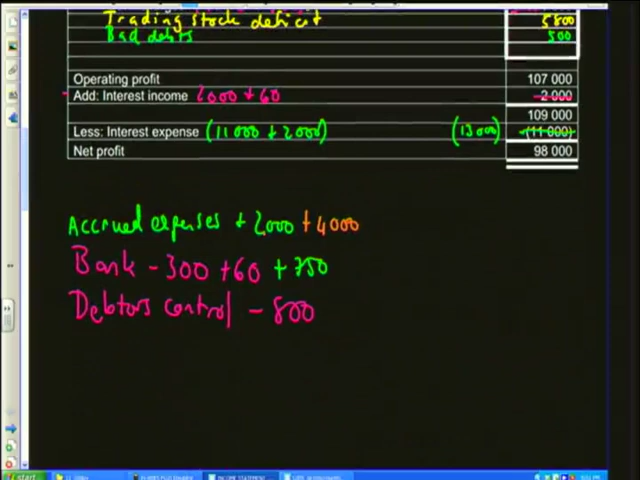 Trading stock deficit 5800
Bad debts 500
Operating profit 107 000
Add: Interest income 2000 + 60 2 000
109 000
Less: Interest expense (11 000 + 2000) (13 000) (11 000)
Net profit 98 000
Accrued expenses + 2000 + 4000
Bank - 300 + 60 + 750
Debtors control - 800